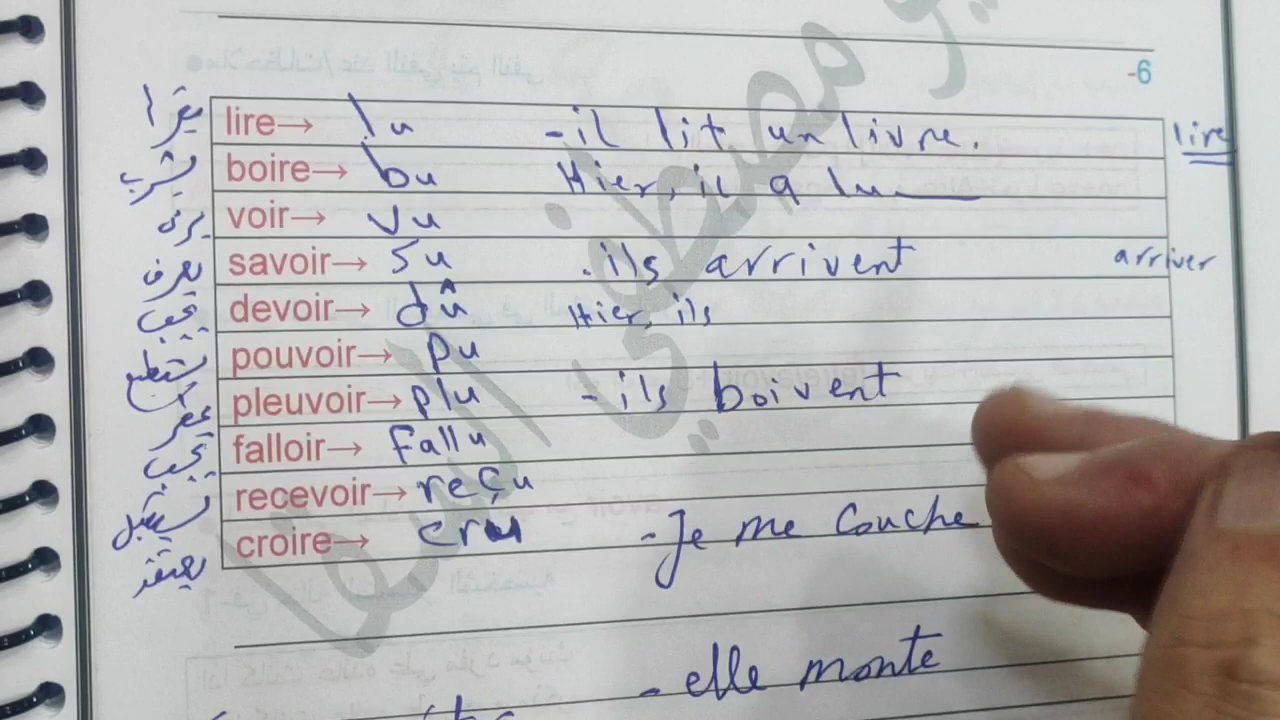 -6
يقرأ lire→ lu -il lit un livre. lire
يشرب boire→ bu Hier, il a lu
يرى voir→ vu
يعرف savoir→ su -ils arrivent arriver
يجب devoir→ dû Hier, ils
يستطيع pouvoir→ pu
pleuvoir→ plu -ils boivent
يجب falloir→ fallu
يستقبل recevoir→ reçu
يعتقد croire→ cru -Je me couche
-elle monte